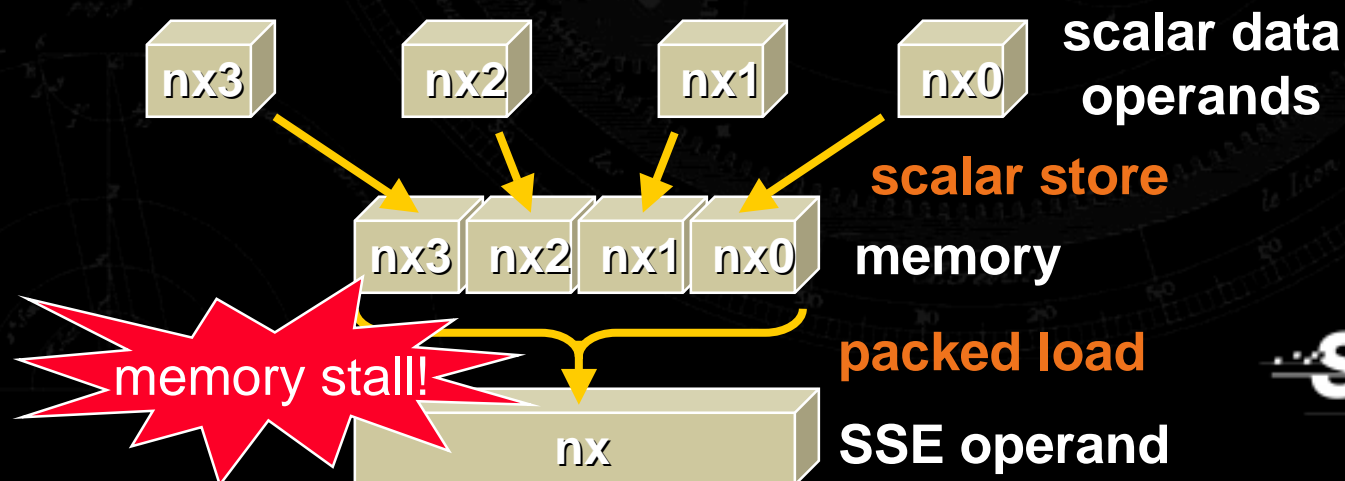 nx3 nx2 nx1 nx0
scalar data
operands
scalar store
nx3 nx2 nx1 nx0
memory
memory stall!
packed load
nx
SSE operand